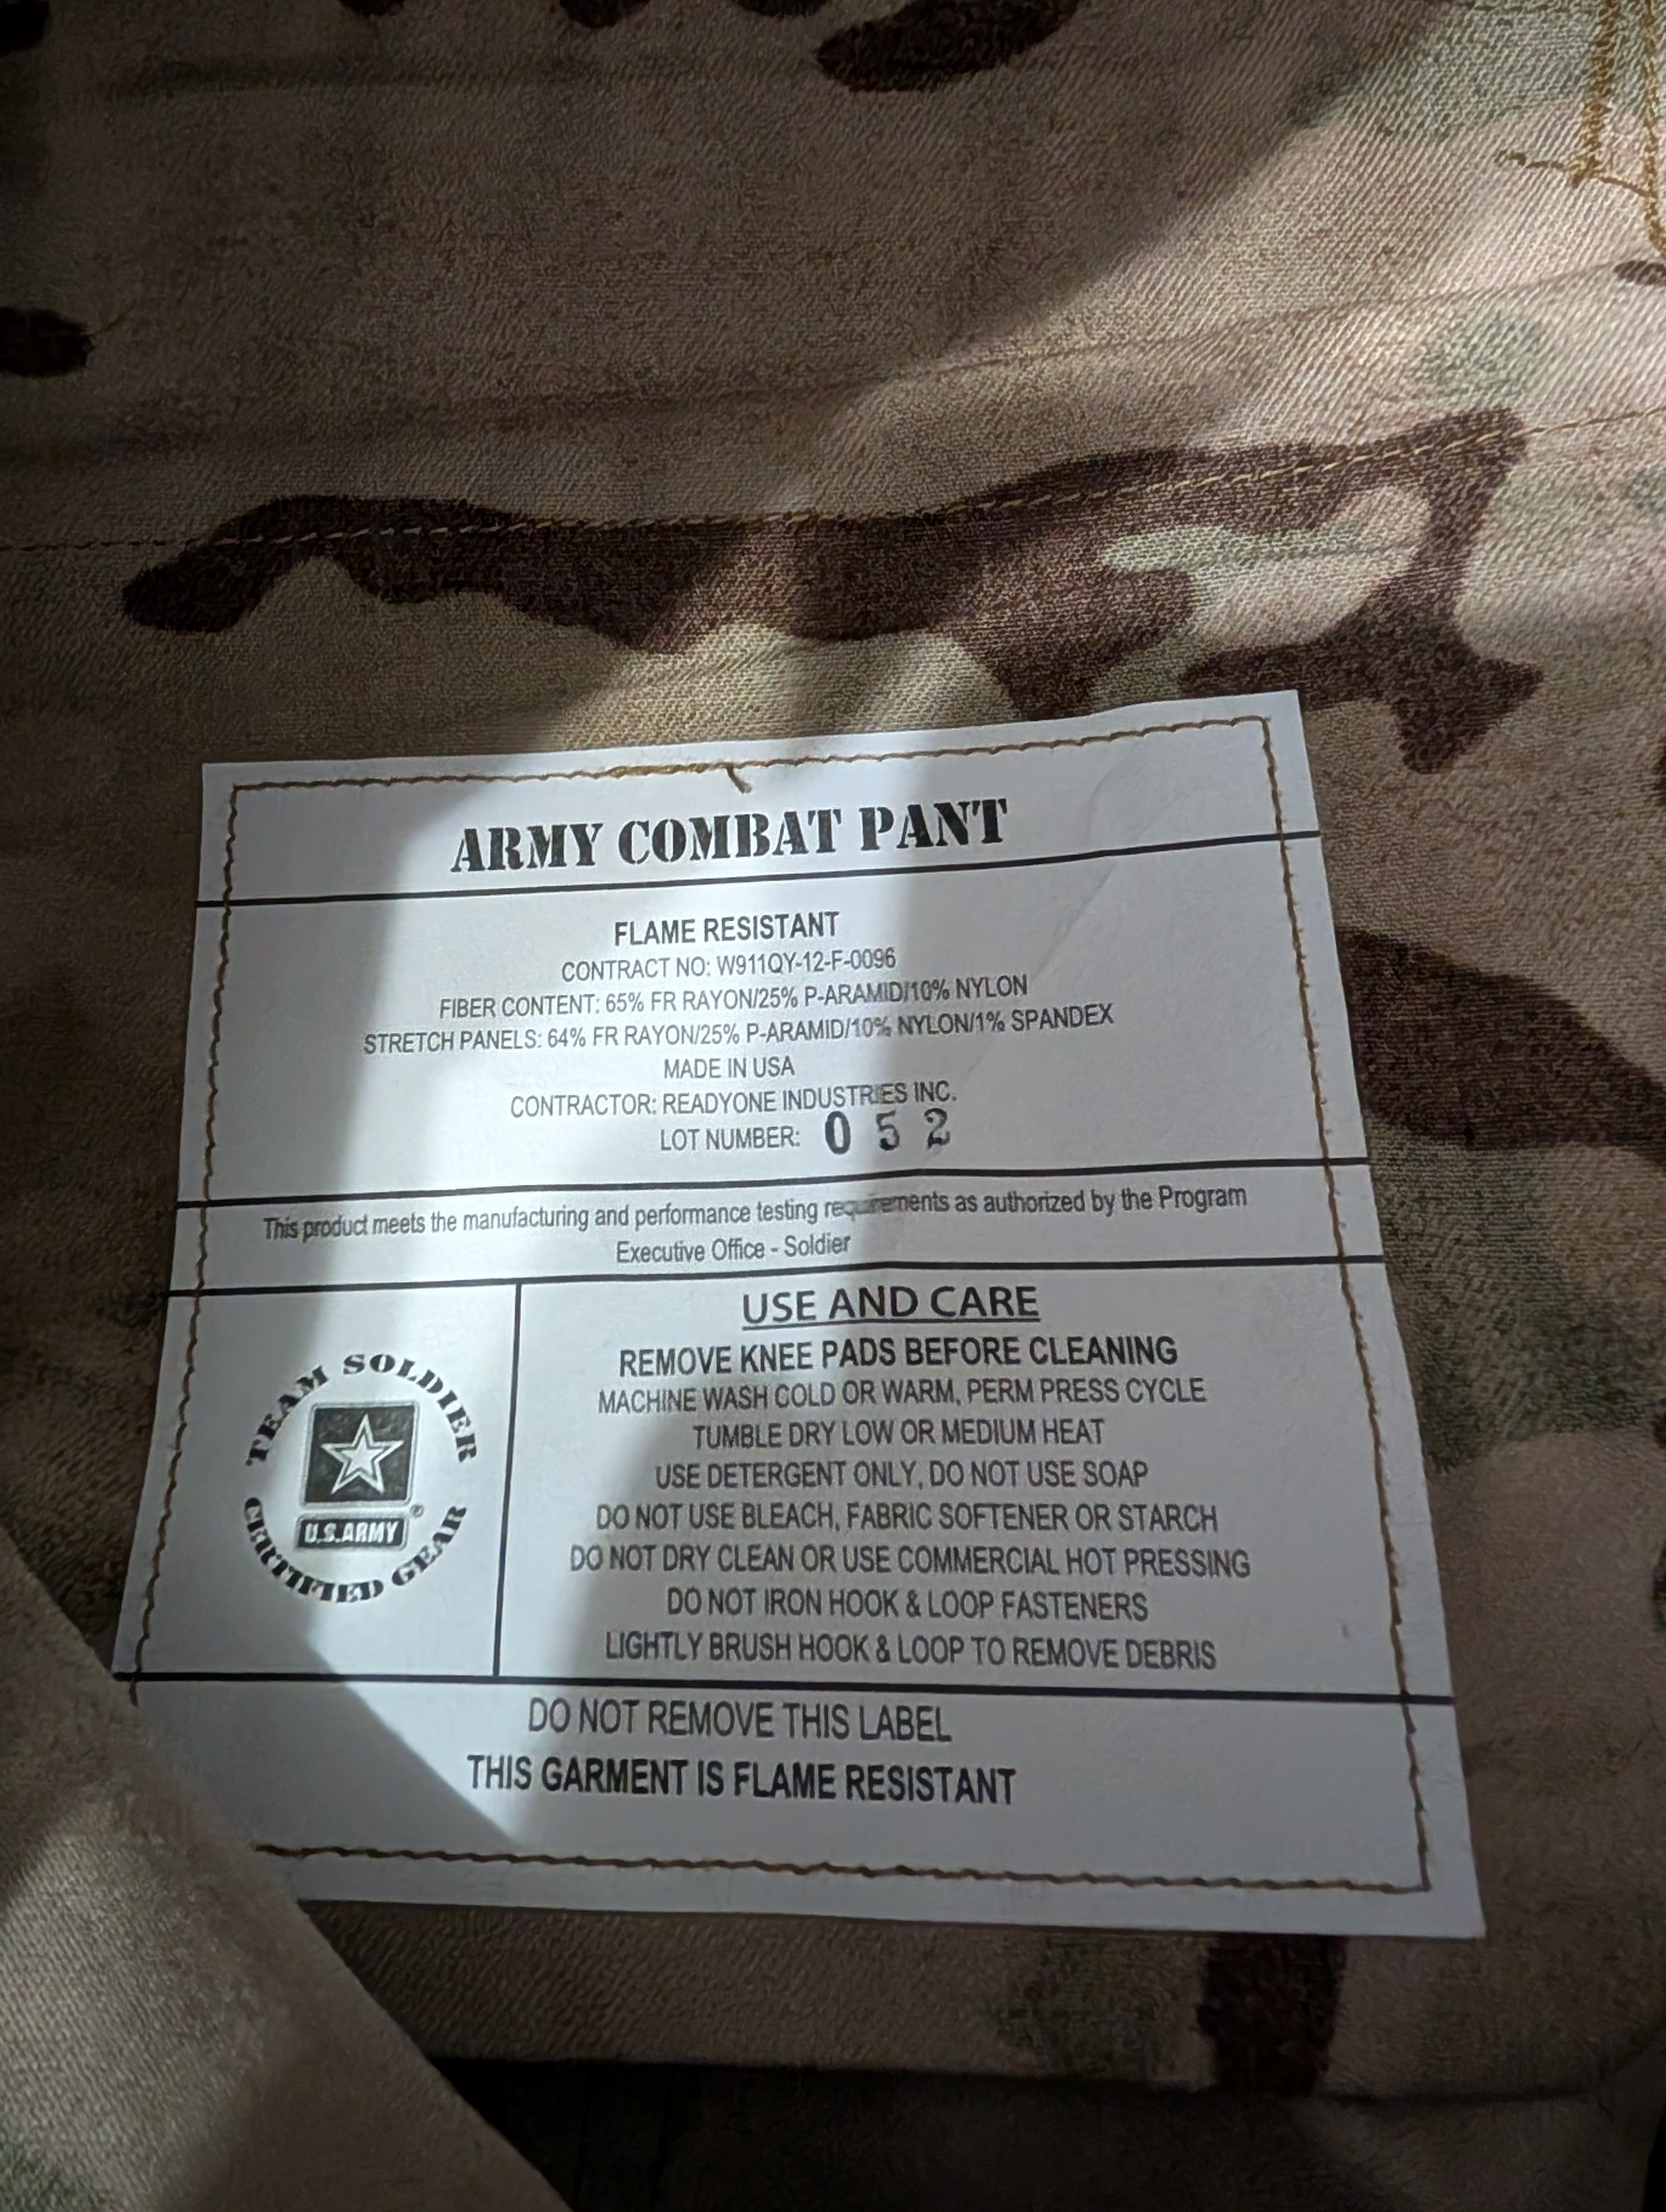 ARMY COMBAT PANT
FLAME RESISTANT
CONTRACT NO: W911QY-12-F-0096
FIBER CONTENT: 65% FR RAYON/25% P-ARAMID/10% NYLON
STRETCH PANELS: 64% FR RAYON/25% P-ARAMID/10% NYLON/1% SPANDEX
MADE IN USA
CONTRACTOR: READYONE INDUSTRIES INC.
LOT NUMBER: 052
This product meets the manufacturing and performance testing requirements as authorized by the Program
Executive Office - Soldier
TEAM SOLDIER
U.S.ARMY®
CERTIFIED GEAR
USE AND CARE
REMOVE KNEE PADS BEFORE CLEANING
MACHINE WASH COLD OR WARM, PERM PRESS CYCLE
TUMBLE DRY LOW OR MEDIUM HEAT
USE DETERGENT ONLY, DO NOT USE SOAP
DO NOT USE BLEACH, FABRIC SOFTENER OR STARCH
DO NOT DRY CLEAN OR USE COMMERCIAL HOT PRESSING
DO NOT IRON HOOK & LOOP FASTENERS
LIGHTLY BRUSH HOOK & LOOP TO REMOVE DEBRIS
DO NOT REMOVE THIS LABEL
THIS GARMENT IS FLAME RESISTANT